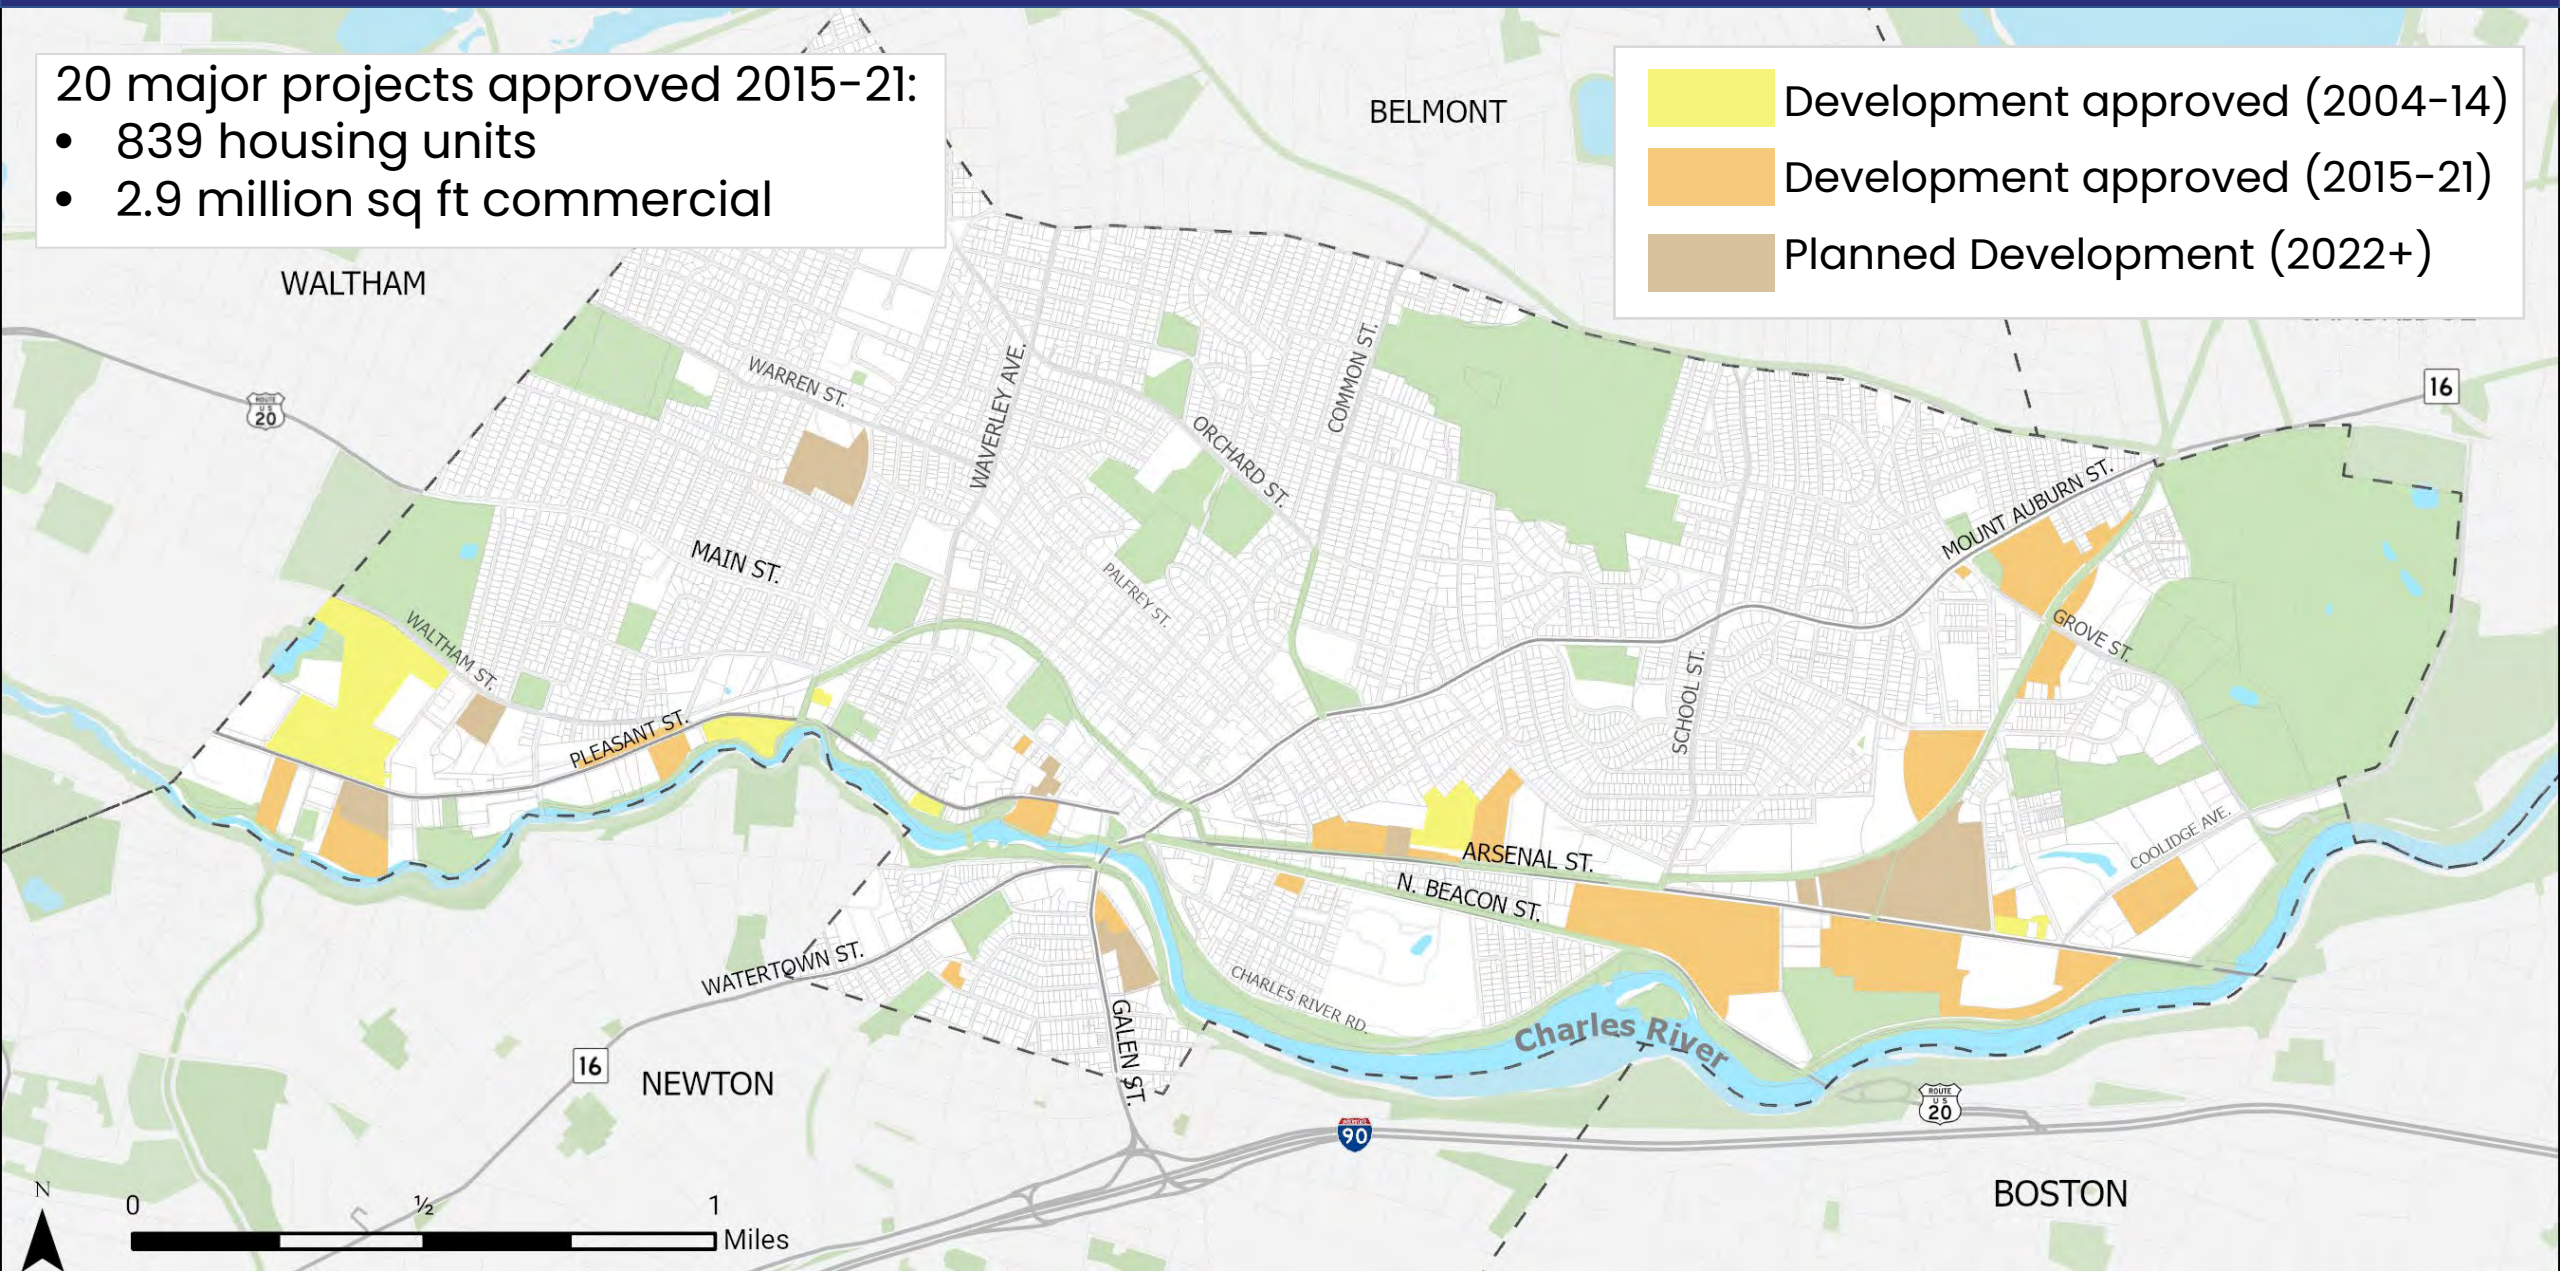 20 major projects approved 2015-21:
• 839 housing units
• 2.9 million sq ft commercial
Development approved (2004-14)
Development approved (2015-21)
Planned Development (2022+)
BELMONT
WALTHAM
ROUTE
U S
20
16
WARREN ST.
WAVERLEY AVE.
COMMON ST.
ORCHARD ST.
MAIN ST.
PALFREY ST.
MOUNT AUBURN ST.
GROVE ST.
WALTHAM ST.
PLEASANT ST.
SCHOOL ST.
ARSENAL ST.
N. BEACON ST.
COOLIDGE AVE.
WATERTOWN ST.
CHARLES RIVER RD.
GALEN ST.
Charles River
16
NEWTON
90
ROUTE
U S
20
BOSTON
N
0 ½ 1
Miles